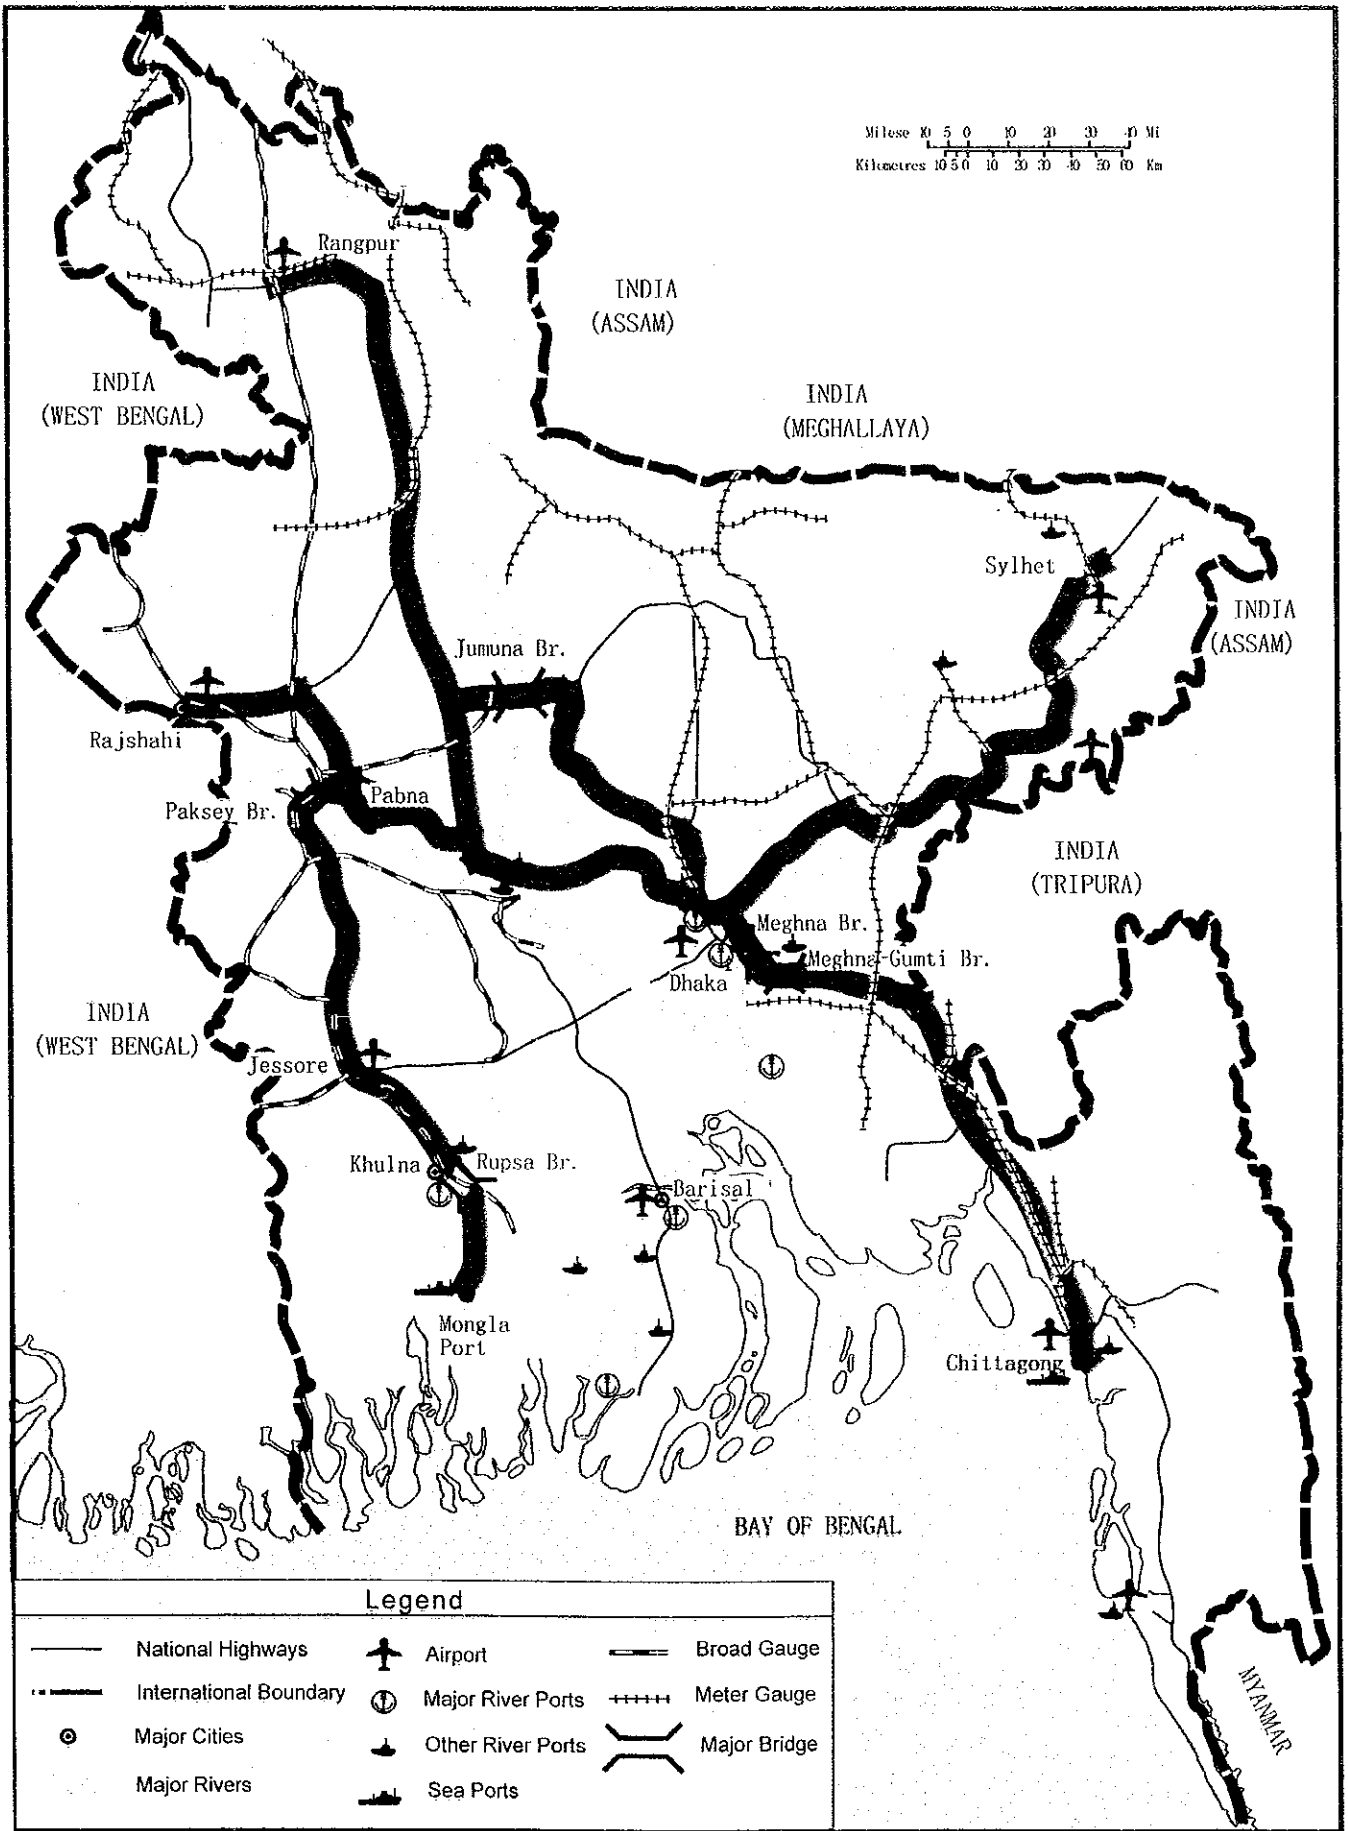 Milese 10 5 0 10 20 30 40 Mi
Kilometres 10 5 0 10 20 30 40 50 60 Km
Rangpur
INDIA
(ASSAM)
INDIA
(WEST BENGAL)
INDIA
(MEGHALLAYA)
Sylhet
INDIA
(ASSAM)
Jumuna Br.
Rajshahi
Paksey Br.
Pabna
INDIA
(TRIPURA)
Meghna Br.
Meghna-Gumti Br.
Dhaka
INDIA
(WEST BENGAL)
Jessore
Khulna
Rupsa Br.
Barisal
Mongla
Port
Chittagong
BAY OF BENGAL
MYANMAR
Legend
National Highways
Airport
Broad Gauge
International Boundary
Major River Ports
Meter Gauge
Major Cities
Other River Ports
Major Bridge
Major Rivers
Sea Ports